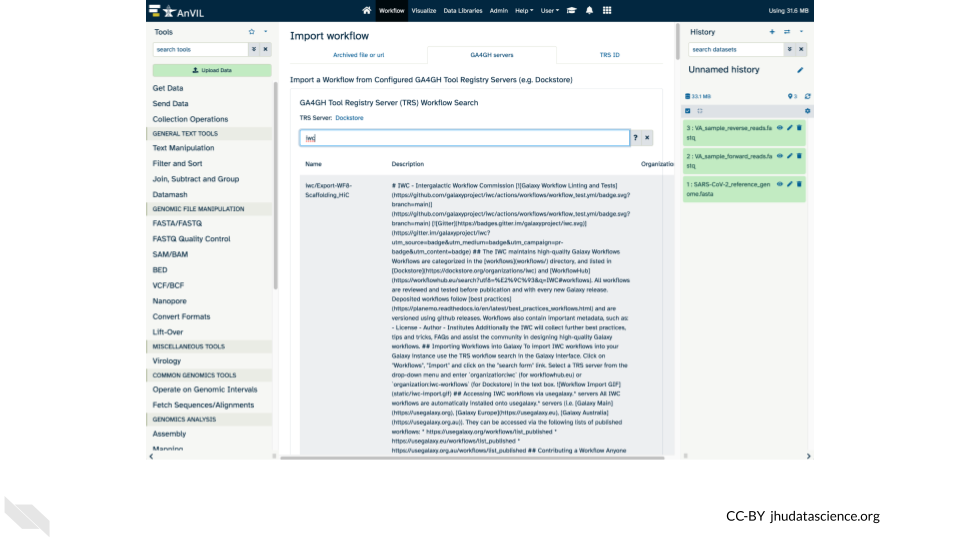 AnVIL
Workflow Visualize Data Libraries Admin Help User
Using 31.6 MB
Tools
search tools
Upload Data
Get Data
Send Data
Collection Operations
GENERAL TEXT TOOLS
Text Manipulation
Filter and Sort
Join, Subtract and Group
Datamash
GENOMIC FILE MANIPULATION
FASTA/FASTQ
FASTQ Quality Control
SAM/BAM
BED
VCF/BCF
Nanopore
Convert Formats
Lift-Over
MISCELLANEOUS TOOLS
Virology
COMMON GENOMICS TOOLS
Operate on Genomic Intervals
Fetch Sequences/Alignments
GENOMICS ANALYSIS
Assembly
Mapping
Import workflow
Archived file or url
GA4GH servers
TRS ID
Import a Workflow from Configured GA4GH Tool Registry Servers (e.g. Dockstore)
GA4GH Tool Registry Server (TRS) Workflow Search
TRS Server: Dockstore
iwc
? ×
Name
Description
Organizatio
iwc/Export-WF8-
Scaffolding_HiC
# IWC - Intergalactic Workflow Commission [![Galaxy Workflow Linting and Tests]
(https://github.com/galaxyproject/iwc/actions/workflows/workflow_test.yml/badge.svg?
branch=main)]
(https://github.com/galaxyproject/iwc/actions/workflows/workflow_test.yml/badge.svg?
branch=main) [![Gitter](https://badges.gitter.im/galaxyproject/iwc.svg)]
(https://gitter.im/galaxyproject/iwc?
utm_source=badge&utm_medium=badge&utm_campaign=pr-
badge&utm_content=badge) ## The IWC maintains high-quality Galaxy Workflows
Workflows are categorized in the [workflows](workflows/) directory, and listed in
[Dockstore](https://dockstore.org/organizations/iwc) and [WorkflowHub]
(https://workflowhub.eu/search?utf8=%E2%9C%93&q=IWC#workflows). All workflows
are reviewed and tested before publication and with every new Galaxy release.
Deposited workflows follow [best practices]
(https://planemo.readthedocs.io/en/latest/best_practices_workflows.html) and are
versioned using github releases. Workflows also contain important metadata, such as:
- License - Author - Institutes Additionally the IWC will collect further best practices,
tips and tricks, FAQs and assist the community in designing high-quality Galaxy
workflows. ## Importing Workflows into Galaxy To import IWC workflows into your
Galaxy instance use the TRS workflow search in the Galaxy interface. Click on
"Workflows", "Import" and click on the "search form" link. Select a TRS server from the
drop-down menu and enter `organization:iwc` (for workflowhub.eu) or
`organization:iwc-workflows` (for Dockstore) in the text box. ![Workflow Import GIF]
(static/iwc-import.gif) ## Accessing IWC workflows via usegalaxy.* servers All IWC
workflows are automatically installed onto usegalaxy.* servers (i.e. [Galaxy Main]
(https://usegalaxy.org), [Galaxy Europe](https://usegalaxy.eu), [Galaxy Australia]
(https://usegalaxy.org.au)). They can be accessed via the following lists of published
workflows: * https://usegalaxy.org/workflows/list_published *
https://usegalaxy.eu/workflows/list_published *
https://usegalaxy.org.au/workflows/list_published ## Contributing a Workflow Anyone
History
search datasets
Unnamed history
33.1 MB
3
3 : VA_sample_reverse_reads.fa
stq
2 : VA_sample_forward_reads.fa
stq
1 : SARS-CoV-2_reference_gen
ome.fasta
CC-BY jhudatascience.org